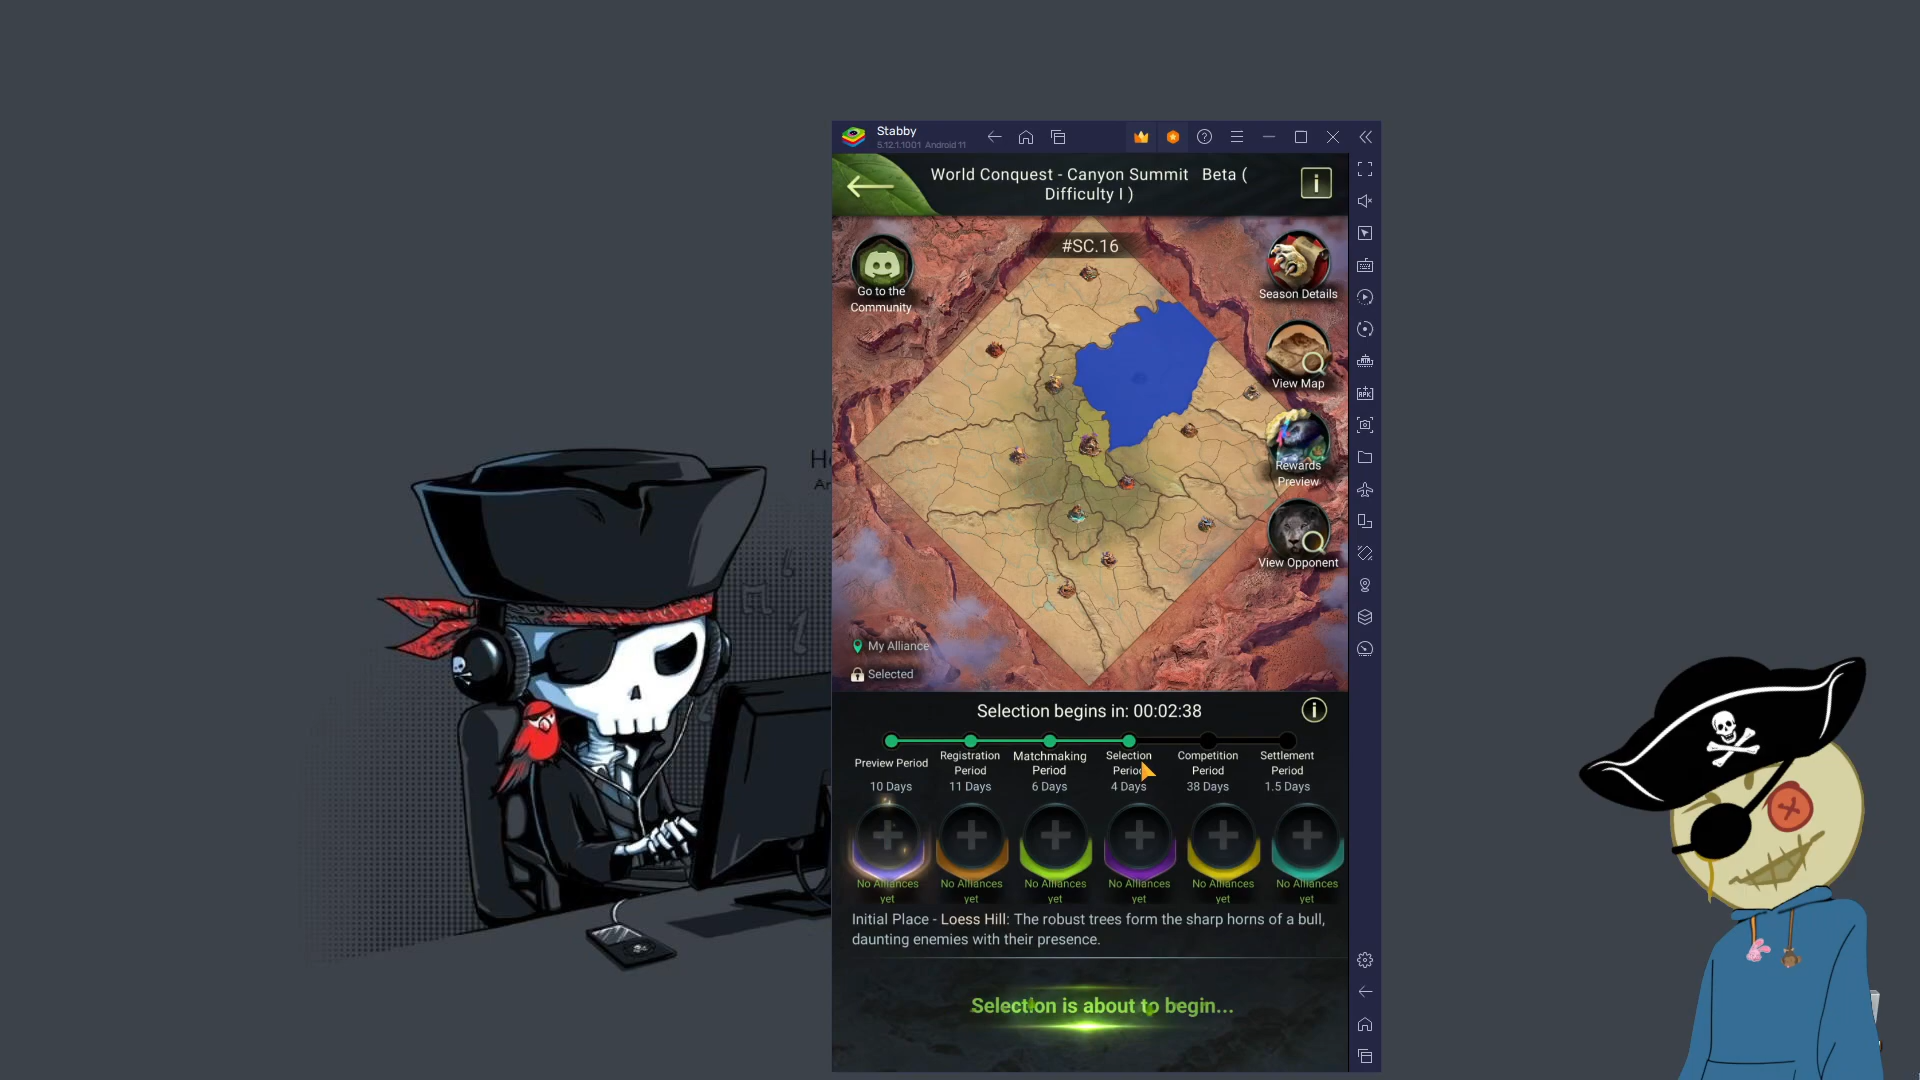 Stabby
5.12.1.1001 Android 11
World Conquest - Canyon Summit Beta (
Difficulty I )
i
#SC.16
Go to the
Community
Season Details
View Map
Rewards
Preview
View Opponent
My Alliance
Selected
Selection begins in: 00:02:38
i
Preview Period
10 Days
Registration
Period
11 Days
Matchmaking
Period
6 Days
Selection
Period
4 Days
Competition
Period
38 Days
Settlement
Period
1.5 Days
No Alliances
yet
No Alliances
yet
No Alliances
yet
No Alliances
yet
No Alliances
yet
No Alliances
yet
Initial Place - Loess Hill: The robust trees form the sharp horns of a bull,
daunting enemies with their presence.
Selection is about to begin...